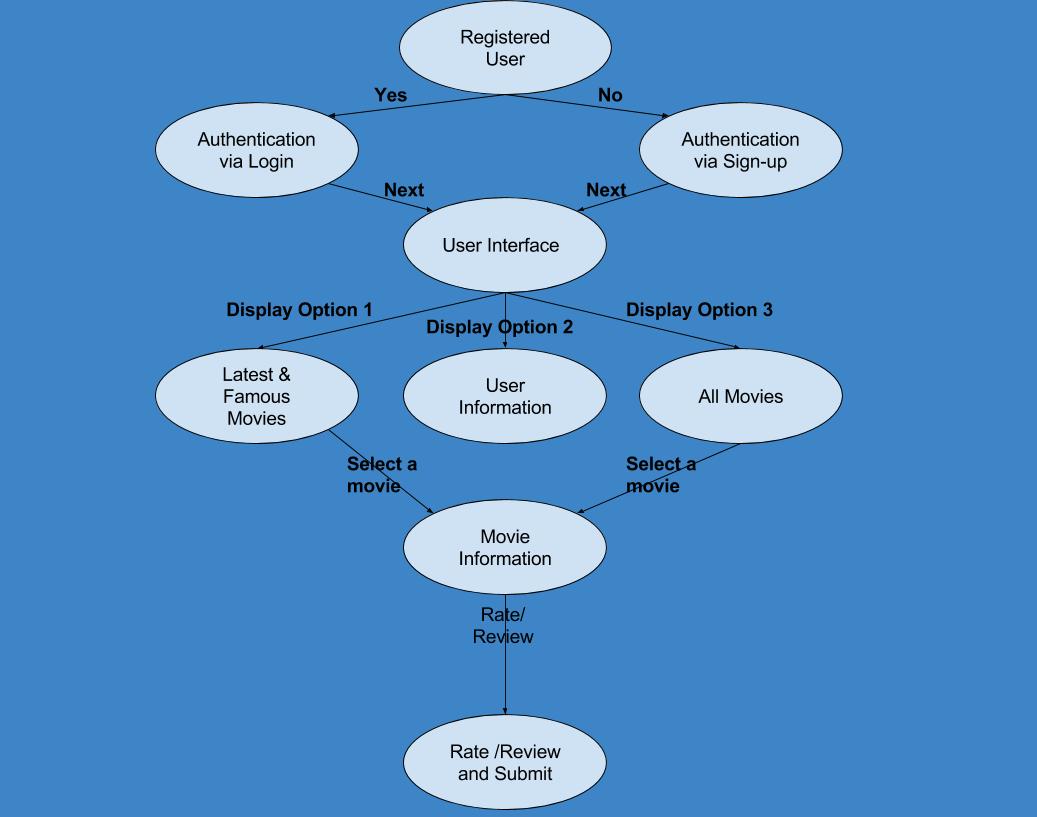 Registered
User
Yes
No
Authentication
via Login
Authentication
via Sign-up
Next
Next
User Interface
Display Option 1
Display Option 2
Display Option 3
Latest &
Famous
Movies
User
Information
All Movies
Select a
movie
Select a
movie
Movie
Information
Rate/
Review
Rate /Review
and Submit